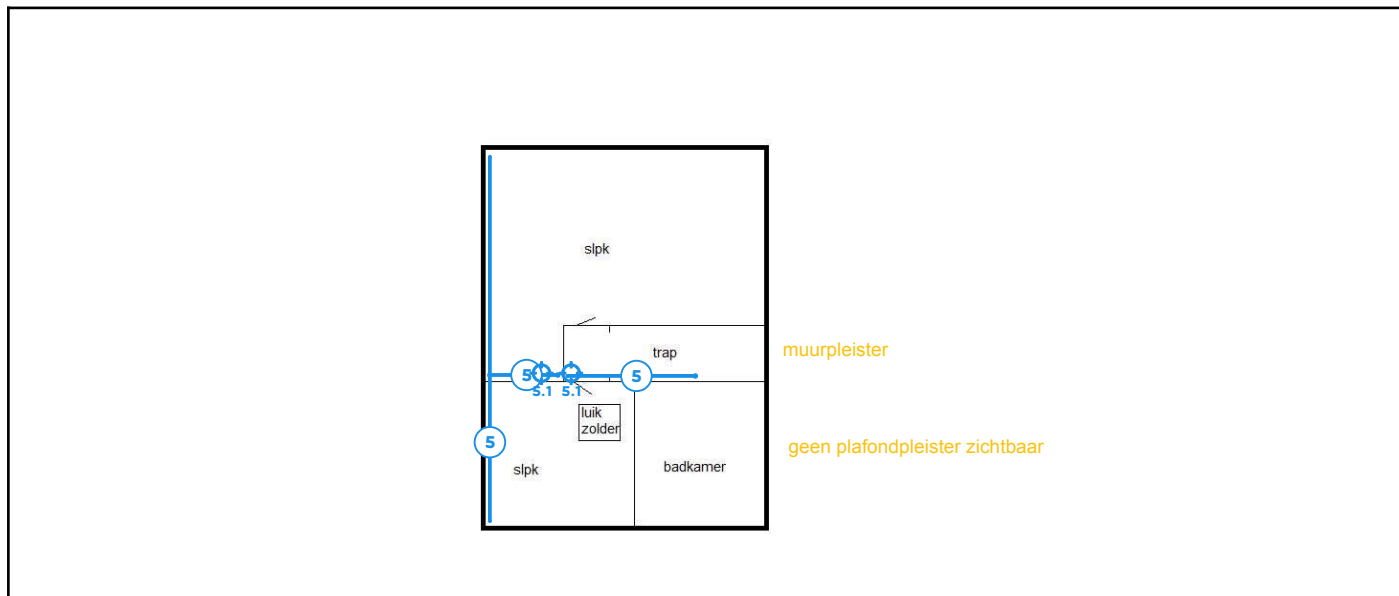 slpk
trap
muurpleister
5
5
5.1
5.1
luik
zolder
5
slpk
badkamer
geen plafondpleister zichtbaar